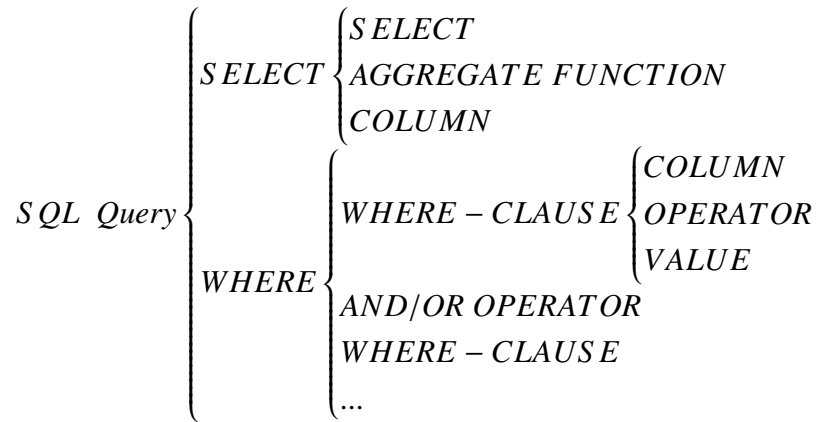 SELECT
SELECT
AGGREGATE FUNCTION
COLUMN
SQL Query
WHERE
WHERE − CLAUSE
COLUMN
OPERATOR
VALUE
AND/OR OPERATOR
WHERE − CLAUSE
...